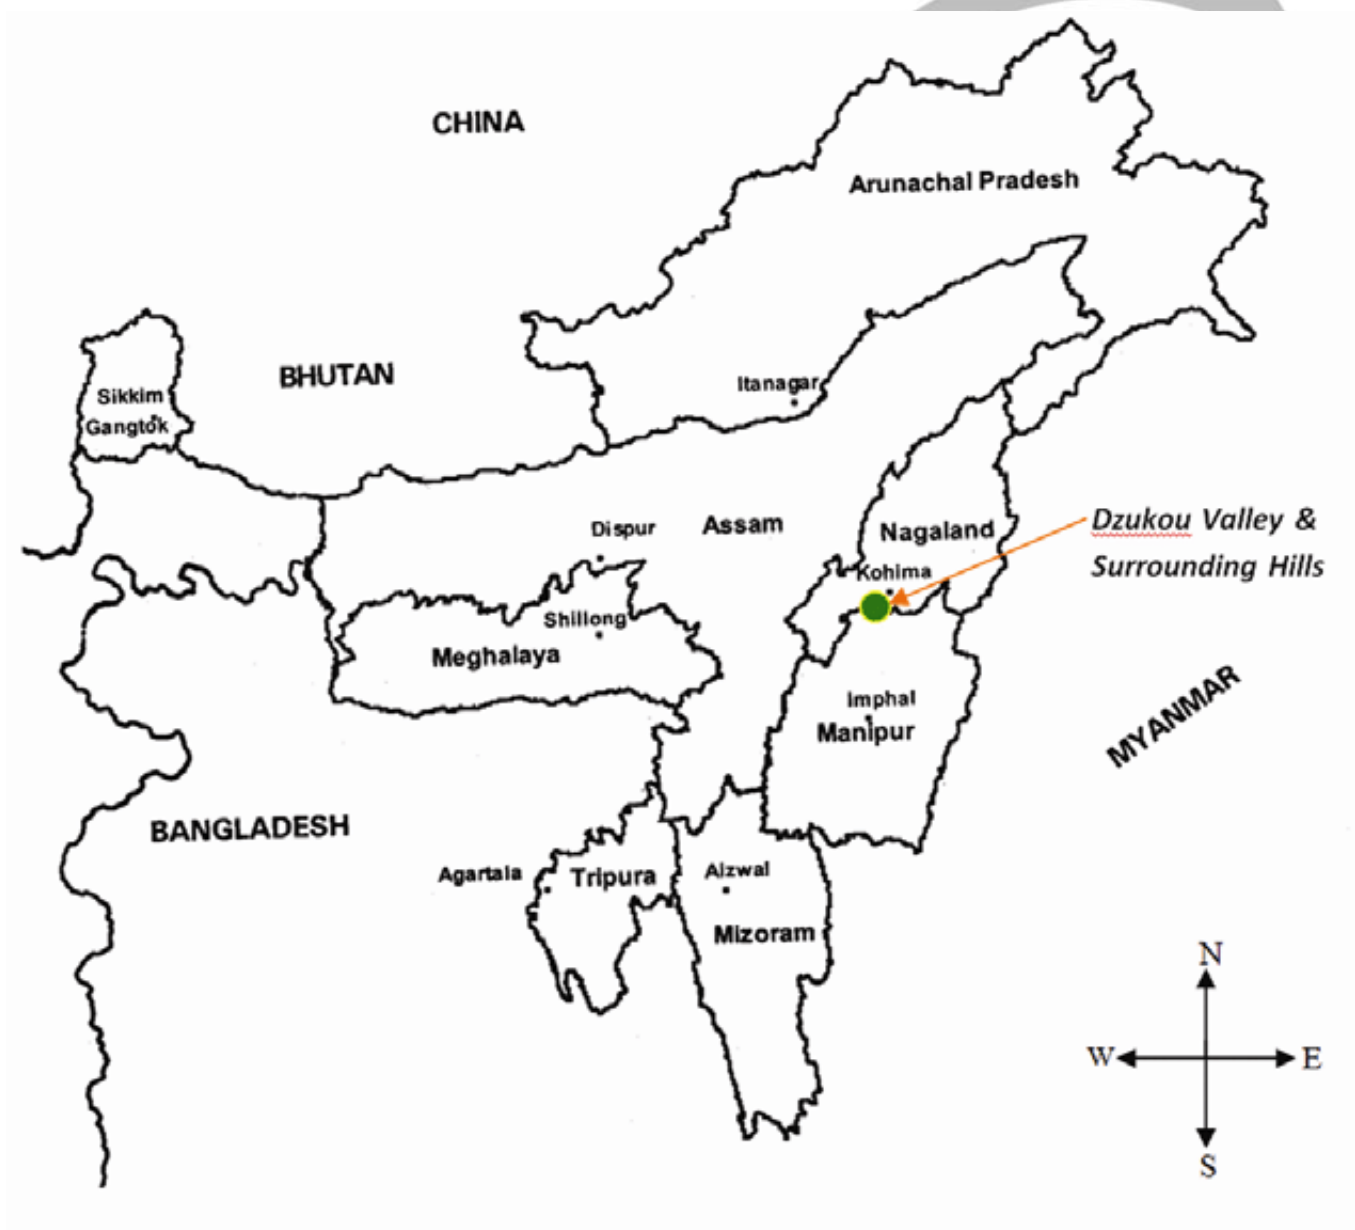 CHINA
Arunachal Pradesh
BHUTAN
Itanagar
Sikkim
Gangtok
Dispur
Assam
Nagaland
Dzukou Valley &
Surrounding Hills
Kohima
Shillong
Meghalaya
Imphal
Manipur
MYANMAR
BANGLADESH
Agartala
Tripura
Aizwal
Mizoram
N
W
E
S